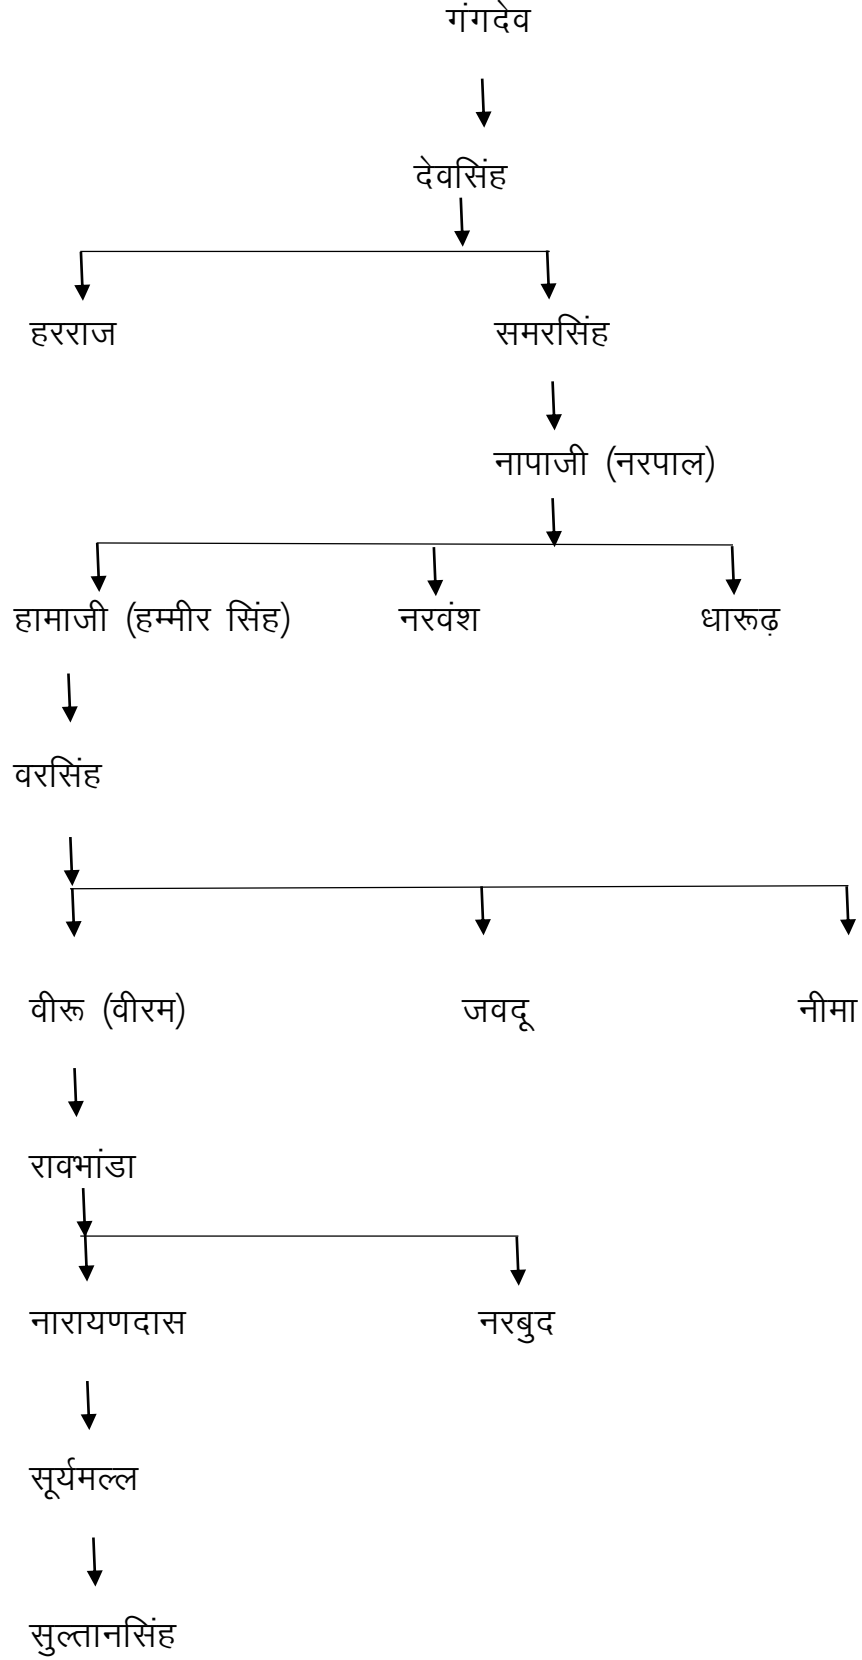 गंगदेव
देवसिंह
हरराज समरसिंह
नापाजी (नरपाल)
हामाजी (हम्मीर सिंह) नरवंश धारूढ़
वरसिंह
वीरू (वीरम) जवदू नीमा
रावभांडा
नारायणदास नरबुद
सूर्यमल्ल
सुल्तानसिंह